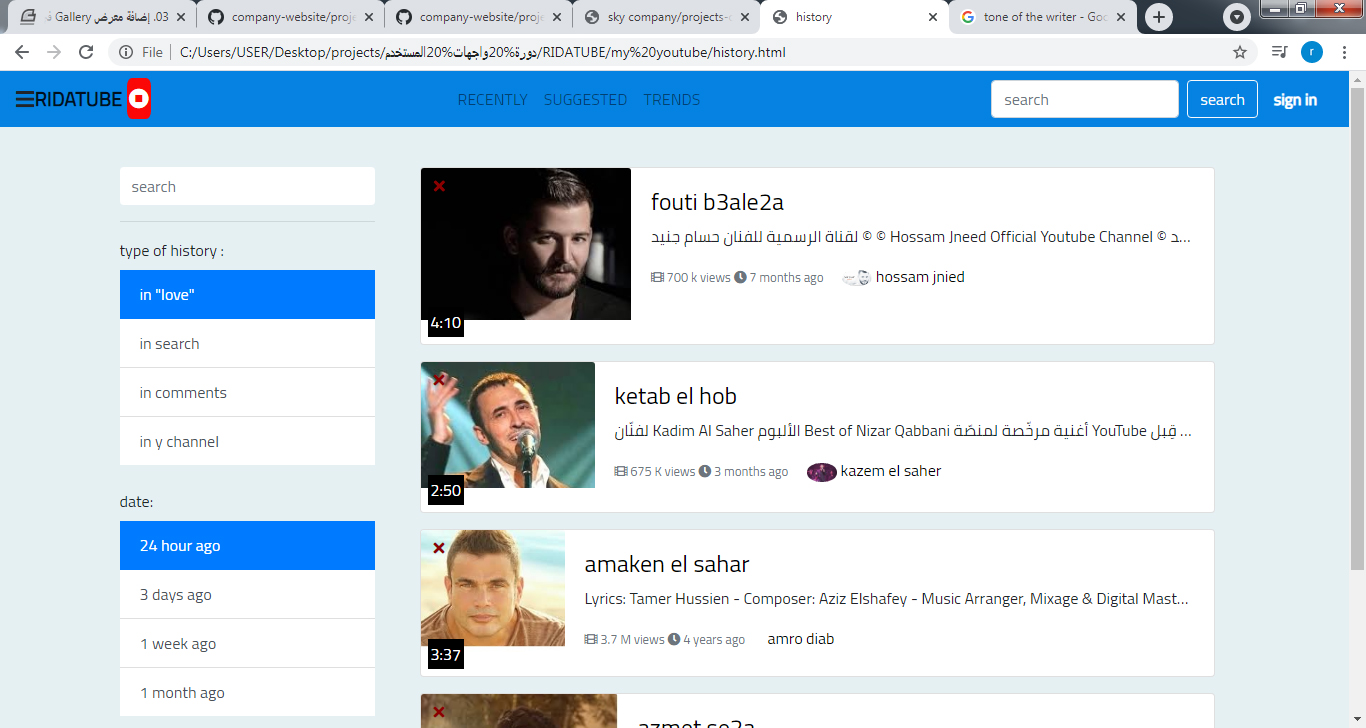 03. إضافة معرض Gallery
company-website/proje
company-website/proje
sky company/projects-
history
tone of the writer - Goo
File
C:/Users/USER/Desktop/projects/دورة%20واجهات%20المستخدم/RIDATUBE/my%20youtube/history.html
r
RIDATUBE
RECENTLY
SUGGESTED
TRENDS
search
search
sign in
search
type of history :
in "love"
in search
in comments
in y channel
date:
24 hour ago
3 days ago
1 week ago
1 month ago
4:10
fouti b3ale2a
لقناة الرسمية للفنان حسام جنيد © © Hossam Jneed Official Youtube Channel © د...
700 k views 7 months ago hossam jnied
2:50
ketab el hob
أغنية مرخّصة لمنصّة YouTube قِبل ... لفنّان Kadim Al Saher الألبوم Best of Nizar Qabbani
675 K views 3 months ago kazem el saher
3:37
amaken el sahar
Lyrics: Tamer Hussien - Composer: Aziz Elshafey - Music Arranger, Mixage & Digital Mast...
3.7 M views 4 years ago amro diab
azmet se2a